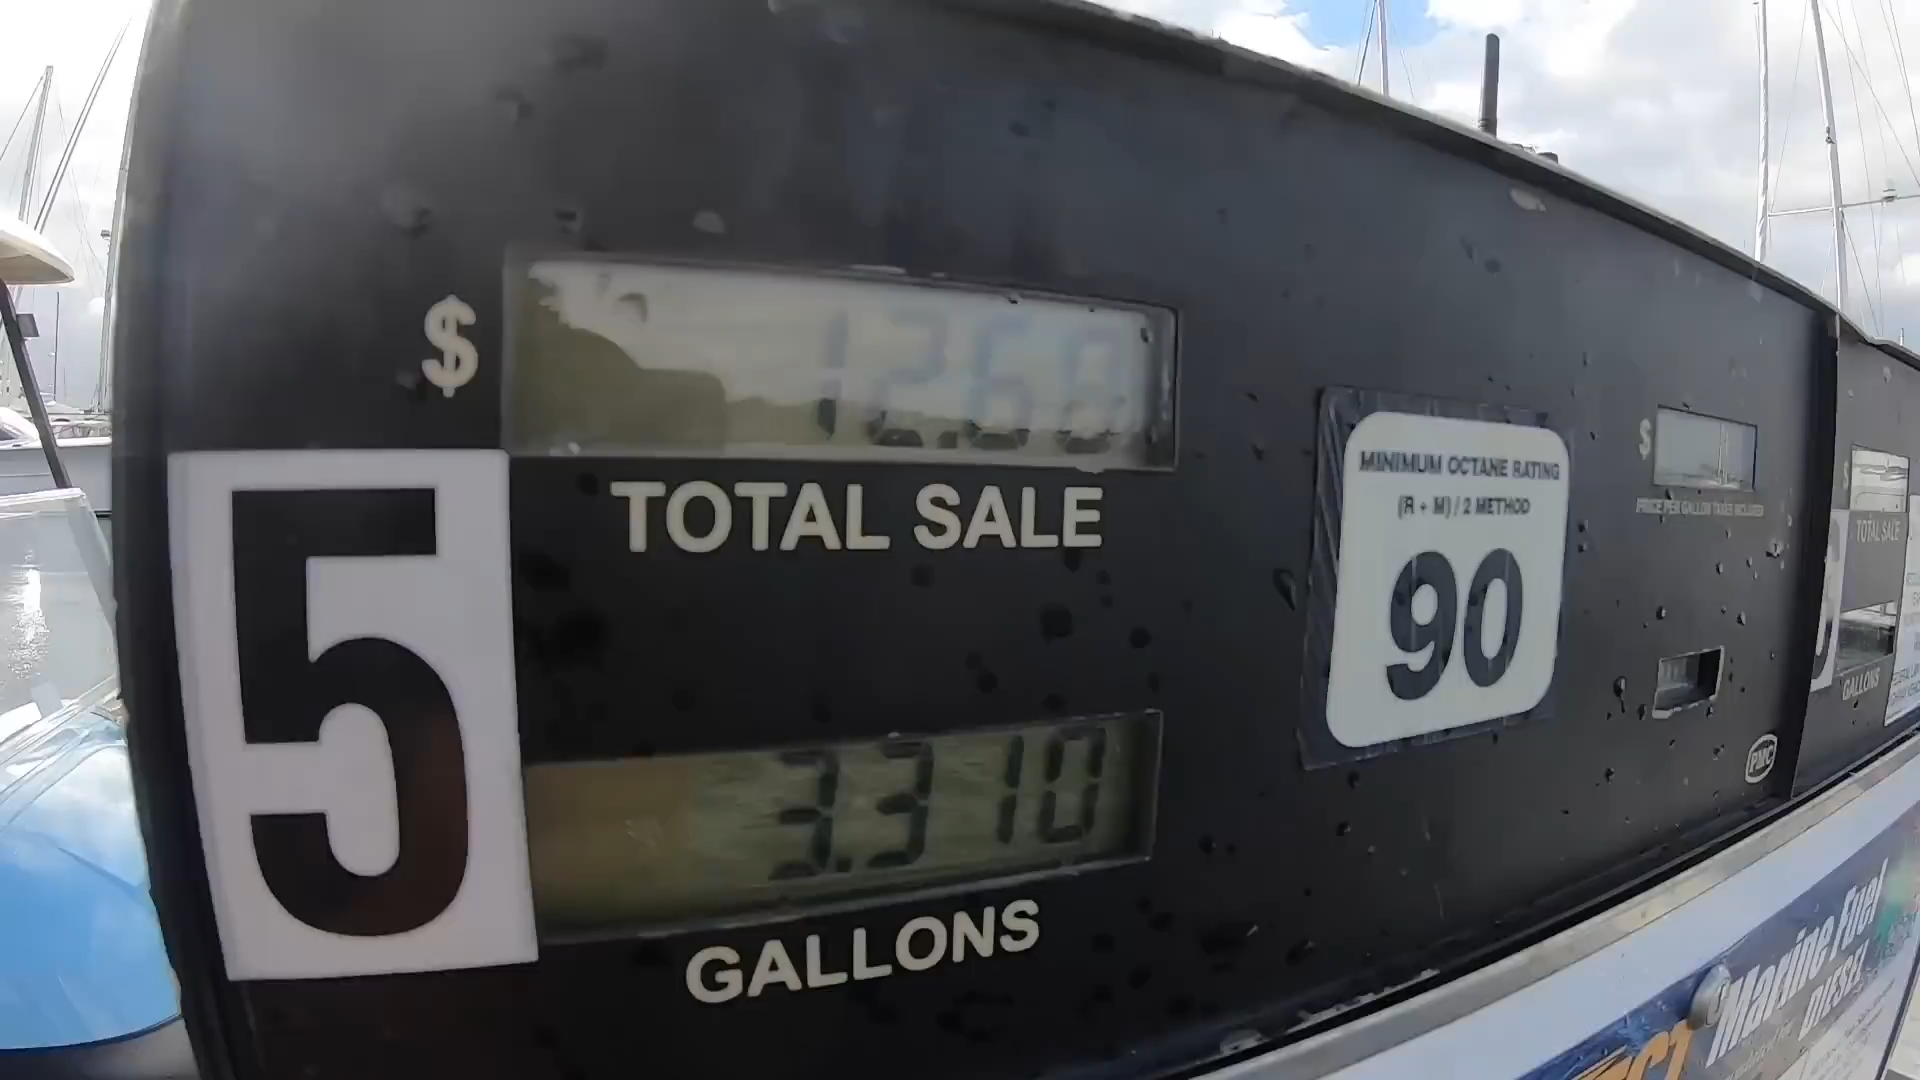 $ 12.68
TOTAL SALE
5
3.310
GALLONS
MINIMUM OCTANE RATING
(R + M) / 2 METHOD
90
$
PRICE PER GALLON TAXES INCLUDED
PMC
TOTAL SALE
GALLONS
Marine Fuel
DIESEL